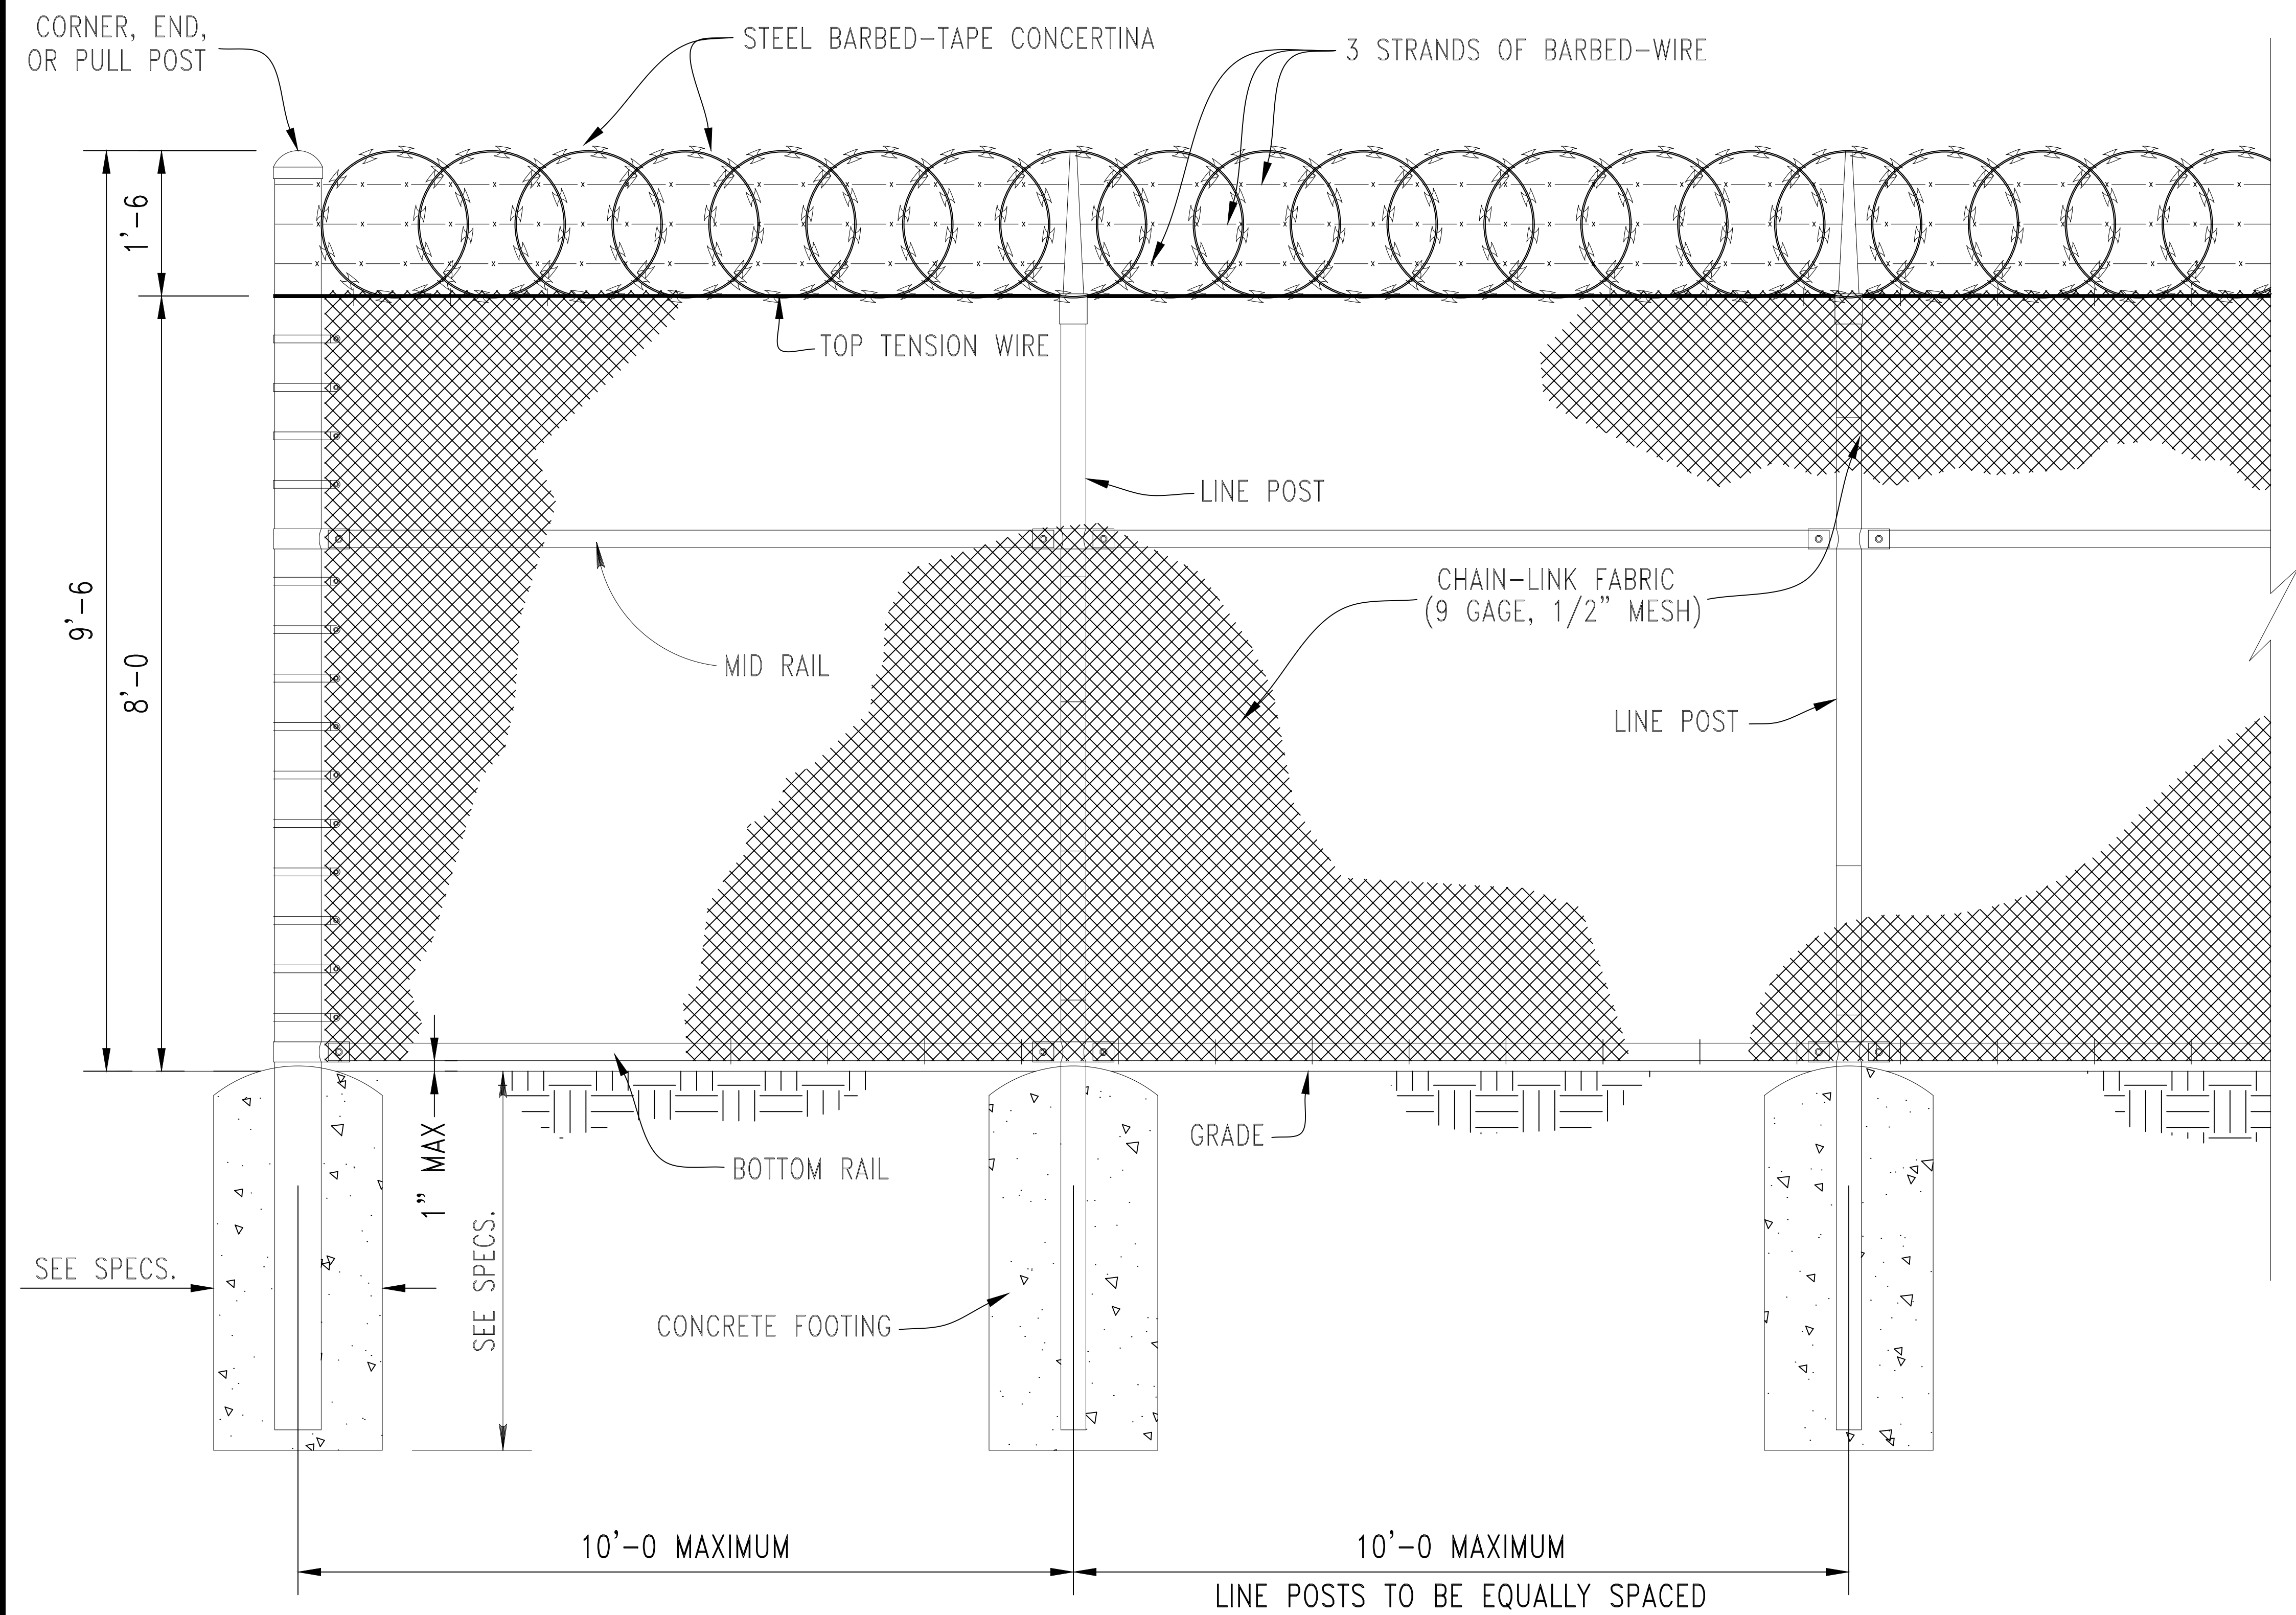 CORNER, END,
OR PULL POST
STEEL BARBED-TAPE CONCERTINA
3 STRANDS OF BARBED-WIRE
1'-6
TOP TENSION WIRE
LINE POST
9'-6
8'-0
CHAIN-LINK FABRIC
(9 GAGE, 1/2" MESH)
MID RAIL
LINE POST
1" MAX
GRADE
BOTTOM RAIL
SEE SPECS.
SEE SPECS.
CONCRETE FOOTING
10'-0 MAXIMUM
10'-0 MAXIMUM
LINE POSTS TO BE EQUALLY SPACED